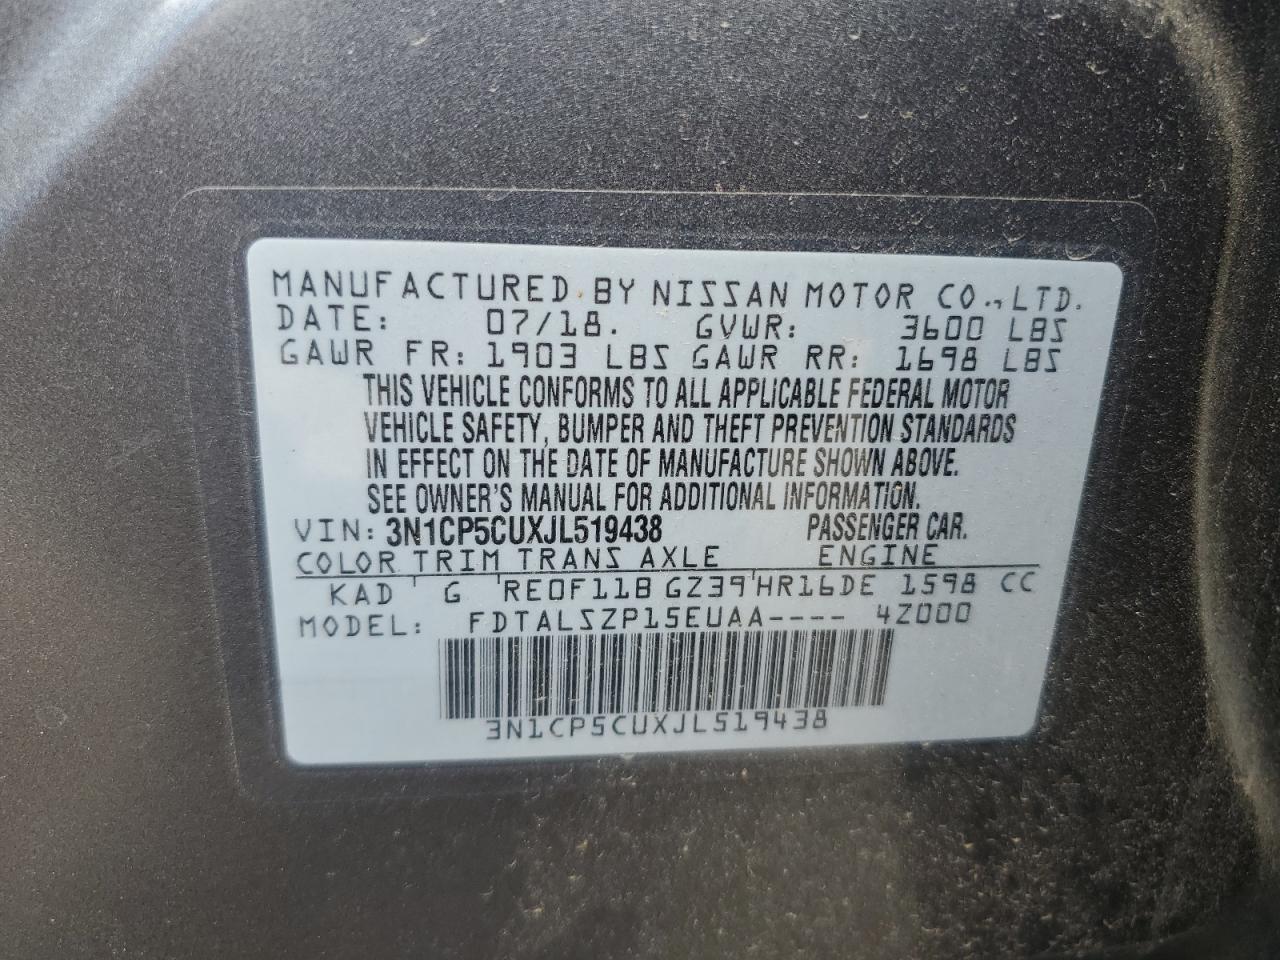 MANUFACTURED BY NISSAN MOTOR CO., LTD.
DATE: 07/18. GVWR: 3600 LBS
GAWR FR: 1903 LBS GAWR RR: 1698 LBS
THIS VEHICLE CONFORMS TO ALL APPLICABLE FEDERAL MOTOR
VEHICLE SAFETY, BUMPER AND THEFT PREVENTION STANDARDS
IN EFFECT ON THE DATE OF MANUFACTURE SHOWN ABOVE.
SEE OWNER'S MANUAL FOR ADDITIONAL INFORMATION.
VIN: 3N1CP5CUXJL519438 PASSENGER CAR.
COLOR TRIM TRANS AXLE ENGINE
KAD G RE0F11B GZ39 HR16DE 1598 CC
MODEL: FDTALSZP15EUAA---- 4Z000
3N1CP5CUXJL519438